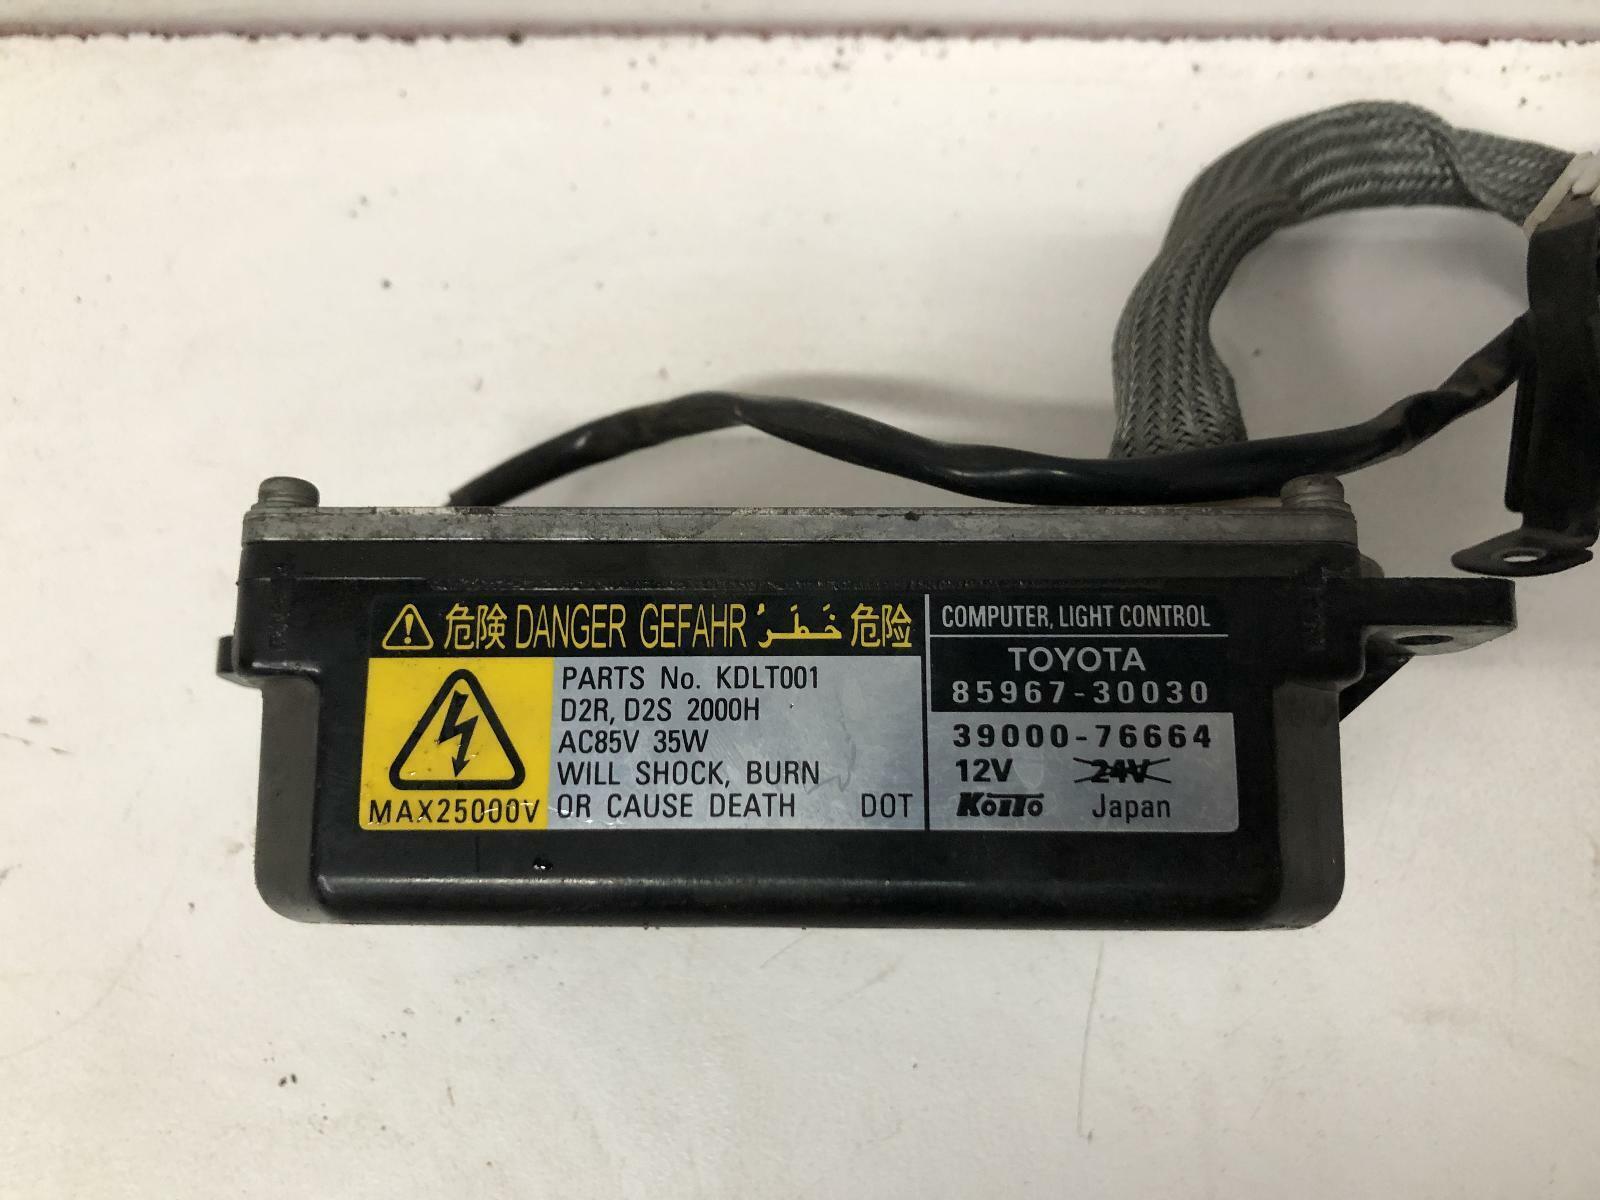 危険 DANGER GEFAHR خَطَرٌ 危险
MAX25000V
PARTS No. KDLT001
D2R, D2S 2000H
AC85V 35W
WILL SHOCK, BURN
OR CAUSE DEATH DOT
COMPUTER, LIGHT CONTROL
TOYOTA
85967-30030
39000-76664
12V 24V
KOITO Japan